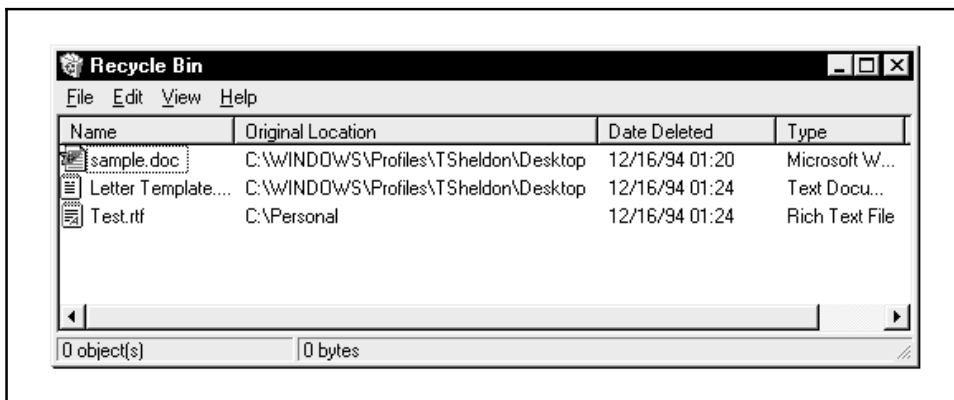 Recycle Bin
File Edit View Help
Name Original Location Date Deleted Type
sample.doc C:\WINDOWS\Profiles\TSheldon\Desktop 12/16/94 01:20 Microsoft W...
Letter Template.... C:\WINDOWS\Profiles\TSheldon\Desktop 12/16/94 01:24 Text Docu...
Test.rtf C:\Personal 12/16/94 01:24 Rich Text File
0 object(s) 0 bytes